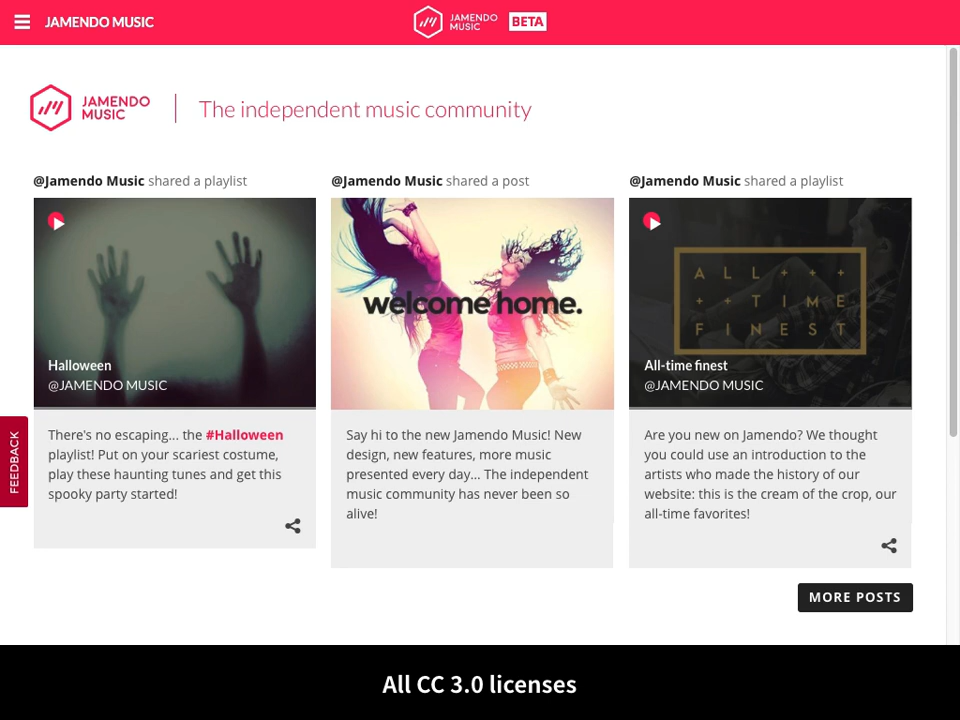 JAMENDO MUSIC
JAMENDO
MUSIC
BETA
JAMENDO
MUSIC
The independent music community
@Jamendo Music shared a playlist
Halloween
@JAMENDO MUSIC
There's no escaping... the #Halloween
playlist! Put on your scariest costume,
play these haunting tunes and get this
spooky party started!
@Jamendo Music shared a post
welcome home.
Say hi to the new Jamendo Music! New
design, new features, more music
presented every day... The independent
music community has never been so
alive!
@Jamendo Music shared a playlist
ALL + + +
+ + TIME
FINEST
All-time finest
@JAMENDO MUSIC
Are you new on Jamendo? We thought
you could use an introduction to the
artists who made the history of our
website: this is the cream of the crop, our
all-time favorites!
FEEDBACK
MORE POSTS
All CC 3.0 licenses